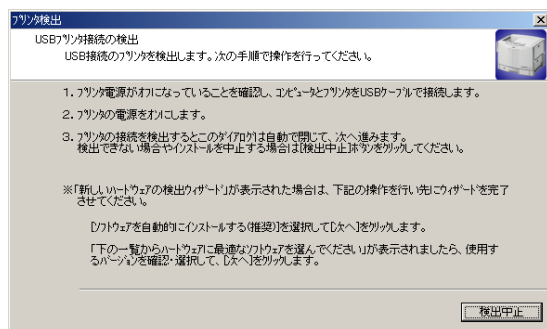 プリンタ検出
USBプリンタ接続の検出
USB接続のプリンタを検出します。次の手順で操作を行ってください。
1. プリンタ電源がオフになっていることを確認し、コンピュータとプリンタをUSBケーブルで接続します。
2. プリンタの電源をオンにします。
3. プリンタの接続を検出するとこのダイアログは自動で閉じて、次へ進みます。
検出できない場合やインストールを中止する場合は[検出中止]ボタンをクリックしてください。
※「新しいハードウェアの検出ウィザード」が表示された場合は、下記の操作を行い先にウィザードを完了
させてください。
[ソフトウェアを自動的にインストールする(推奨)]を選択して[次へ]をクリックします。
「下の一覧からハードウェアに最適なソフトウェアを選んでください」が表示されましたら、使用す
るバージョンを確認・選択して、[次へ]をクリックします。
検出中止